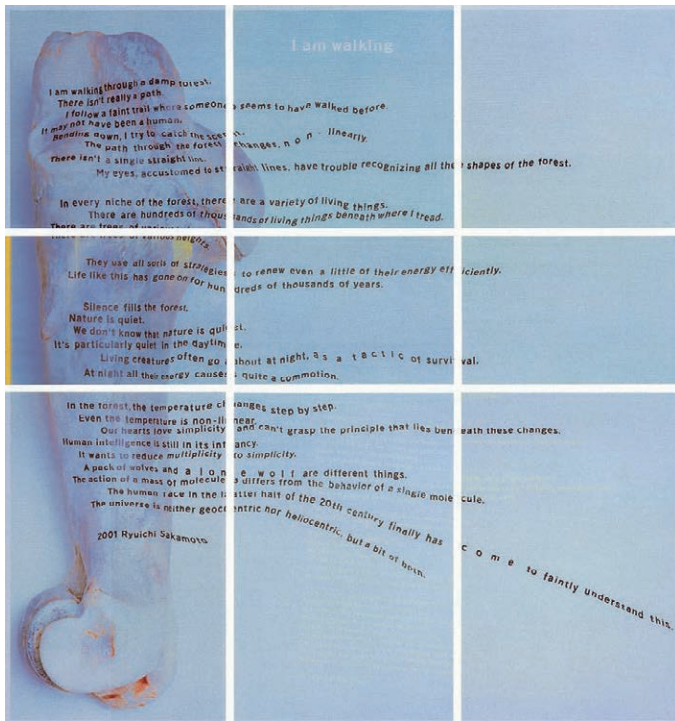 I am walking
I am walking through a damp forest.
There isn't really a path.
I follow a faint trail where someone seems to have walked before.
It may not have been a human.
Bending down, I try to catch the scent.
The path through the forest changes, non-linearly.
There isn't a single straight line.
My eyes, accustomed to straight lines, have trouble recognizing all the shapes of the forest.
In every niche of the forest, there are a variety of living things.
There are hundreds of thousands of living things beneath where I tread.
There are trees of various heights.
They use all sorts of strategies to renew even a little of their energy efficiently.
Life like this has gone on for hundreds of thousands of years.
Silence fills the forest.
Nature is quiet.
We don't know that nature is quiet.
It's particularly quiet in the daytime.
Living creatures often go about at night, as a tactic of survival.
At night all their energy causes quite a commotion.
In the forest, the temperature changes step by step.
Even the temperature is non-linear.
Our hearts love simplicity and can't grasp the principle that lies beneath these changes.
Human intelligence is still in its infancy.
It wants to reduce multiplicity to simplicity.
A pack of wolves and a lone wolf are different things.
The action of a mass of molecules differs from the behavior of a single molecule.
The human race in the latter half of the 20th century finally has come to faintly understand this.
The universe is neither geocentric nor heliocentric, but a bit of both.
2001 Ryuichi Sakamoto